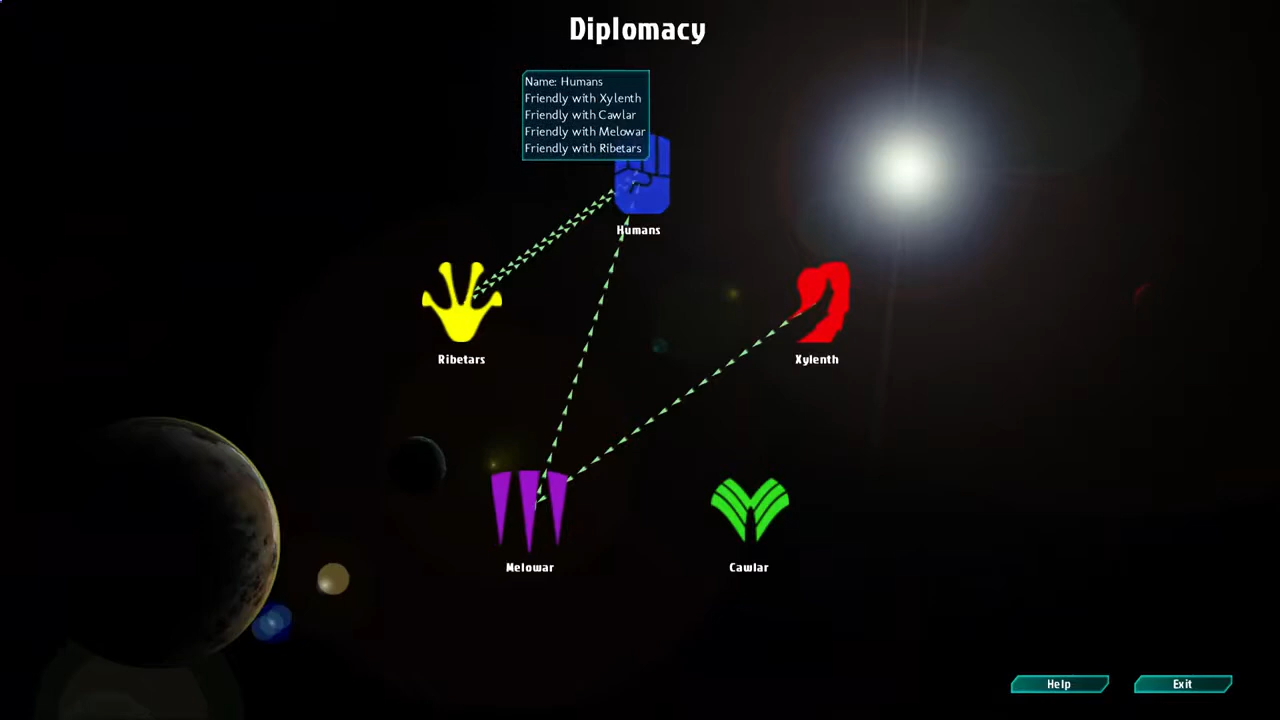 Diplomacy
Name: Humans
Friendly with Xylenth
Friendly with Cawlar
Friendly with Melowar
Friendly with Ribetars
Humans
Ribetars
Xylenth
Melowar
Cawlar
Help
Exit